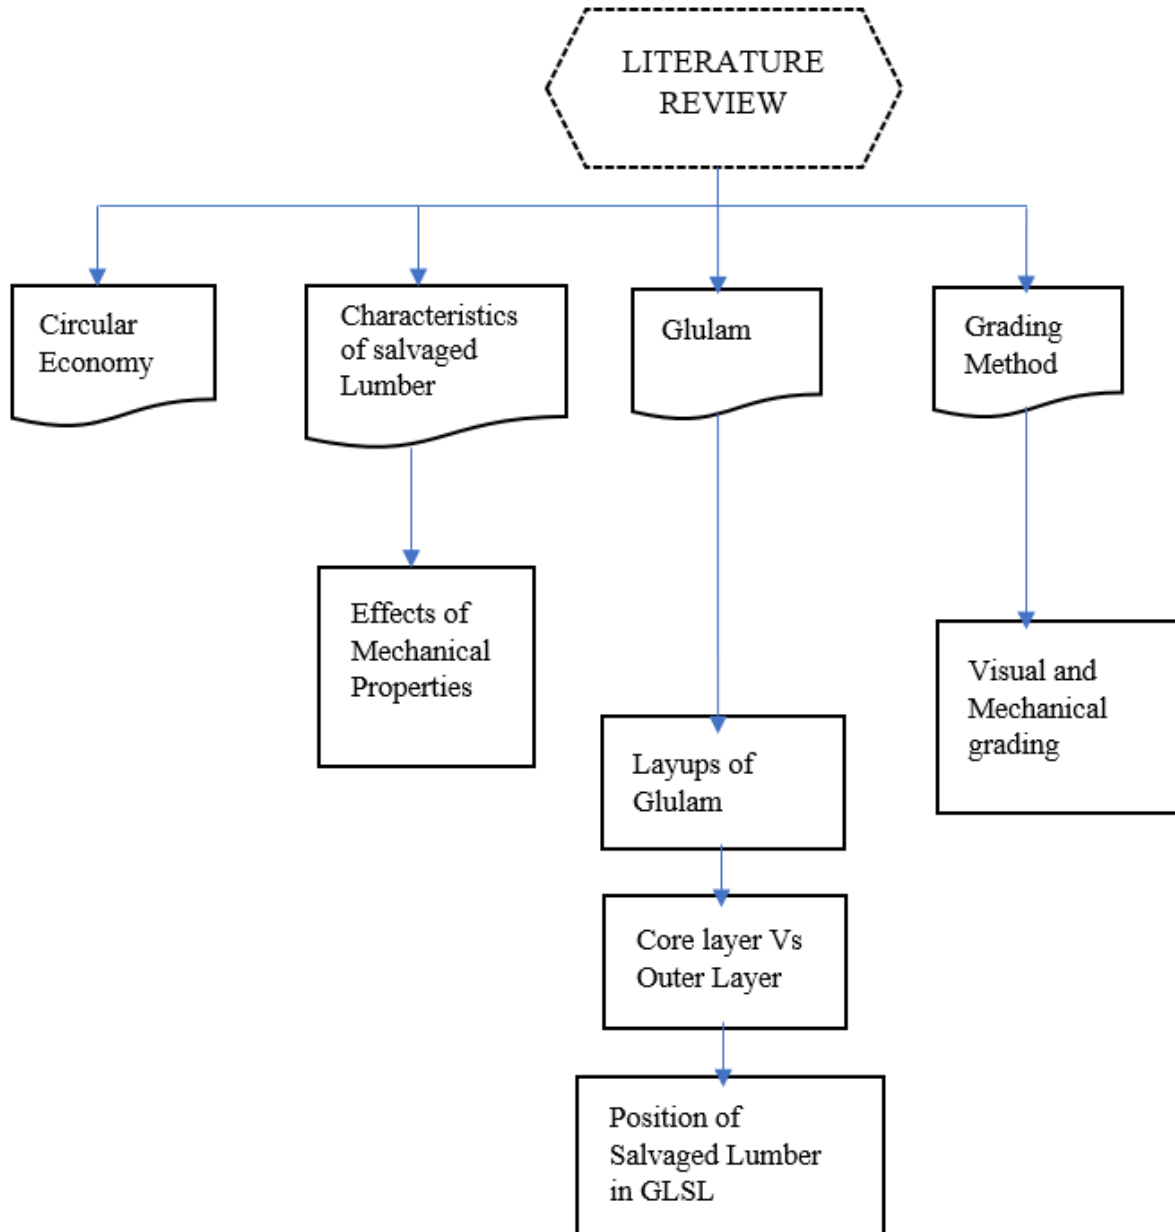 LITERATURE
REVIEW
Circular
Economy
Characteristics
of salvaged
Lumber
Glulam
Grading
Method
Effects of
Mechanical
Properties
Visual and
Mechanical
grading
Layups of
Glulam
Core layer Vs
Outer Layer
Position of
Salvaged Lumber
in GLSL